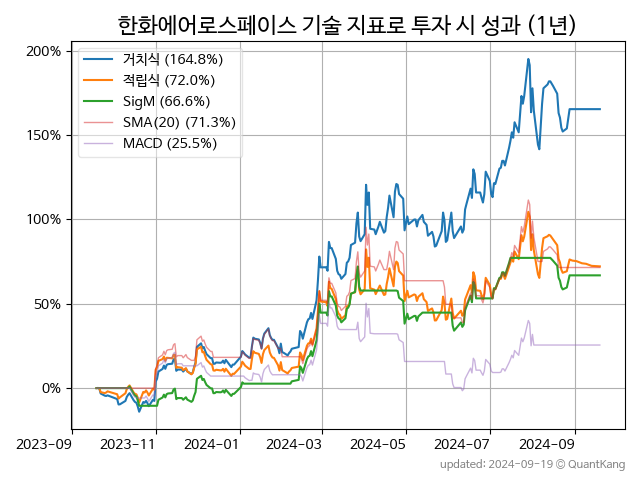 한화에어로스페이스 기술 지표로 투자 시 성과 (1년)
200%
150%
100%
50%
0%
거치식 (164.8%)
적립식 (72.0%)
SigM (66.6%)
SMA(20) (71.3%)
MACD (25.5%)
2023-09 2023-11 2024-01 2024-03 2024-05 2024-07 2024-09
updated: 2024-09-19 © QuantKang